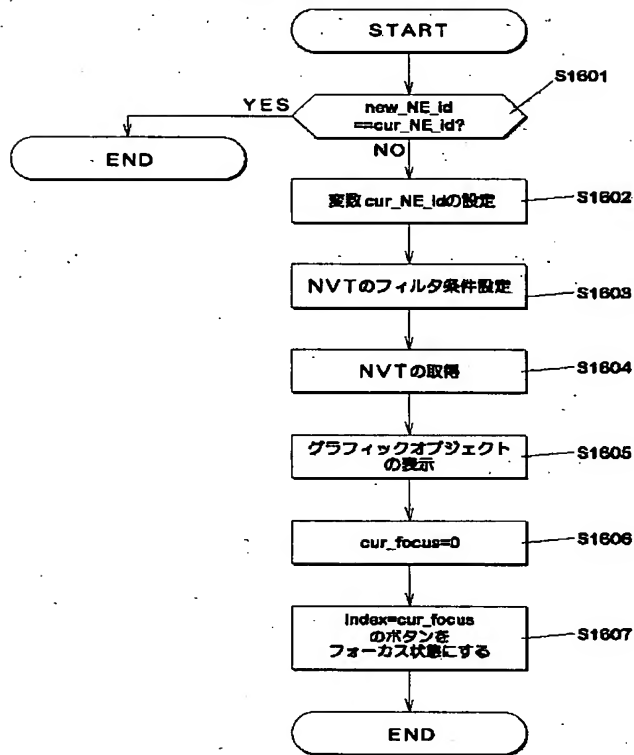 START
new_NE_id
==cur_NE_id?
S1601
YES
END
NO
変数 cur_NE_idの設定
S1602
NVTのフィルタ条件設定
S1603
NVTの取得
S1604
グラフィックオブジェクト
の表示
S1605
cur_focus=0
S1606
index=cur_focus
のボタンを
フォーカス状態にする
S1607
END